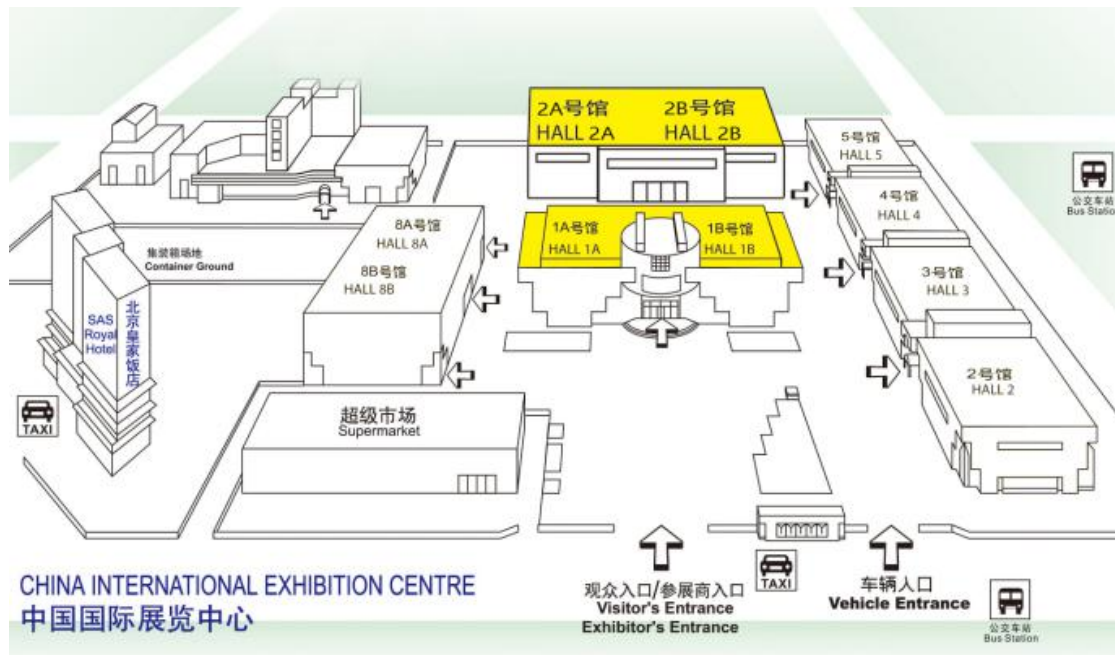 2A号馆
HALL 2A
2B号馆
HALL 2B
5号馆
HALL 5
公交车站
Bus Station
4号馆
HALL 4
8A号馆
HALL 8A
1A号馆
HALL 1A
1B号馆
HALL 1B
集装箱场地
Container Ground
8B号馆
HALL 8B
3号馆
HALL 3
SAS
Royal
Hotel
北京皇家饭店
2号馆
HALL 2
TAXI
超级市场
Supermarket
CHINA INTERNATIONAL EXHIBITION CENTRE
中国国际展览中心
观众入口/参展商入口
Visitor's Entrance
Exhibitor's Entrance
TAXI
车辆人口
Vehicle Entrance
公交车站
Bus Station